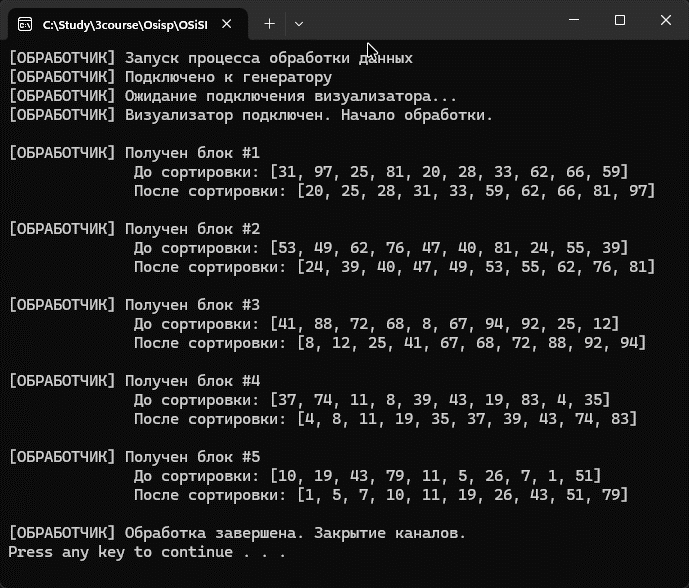 C:\Study\3course\Osisp\OSiSI
[ОБРАБОТЧИК] Запуск процесса обработки данных
[ОБРАБОТЧИК] Подключено к генератору
[ОБРАБОТЧИК] Ожидание подключения визуализатора...
[ОБРАБОТЧИК] Визуализатор подключен. Начало обработки.
[ОБРАБОТЧИК] Получен блок #1
До сортировки: [31, 97, 25, 81, 20, 28, 33, 62, 66, 59]
После сортировки: [20, 25, 28, 31, 33, 59, 62, 66, 81, 97]
[ОБРАБОТЧИК] Получен блок #2
До сортировки: [53, 49, 62, 76, 47, 40, 81, 24, 55, 39]
После сортировки: [24, 39, 40, 47, 49, 53, 55, 62, 76, 81]
[ОБРАБОТЧИК] Получен блок #3
До сортировки: [41, 88, 72, 68, 8, 67, 94, 92, 25, 12]
После сортировки: [8, 12, 25, 41, 67, 68, 72, 88, 92, 94]
[ОБРАБОТЧИК] Получен блок #4
До сортировки: [37, 74, 11, 8, 39, 43, 19, 83, 4, 35]
После сортировки: [4, 8, 11, 19, 35, 37, 39, 43, 74, 83]
[ОБРАБОТЧИК] Получен блок #5
До сортировки: [10, 19, 43, 79, 11, 5, 26, 7, 1, 51]
После сортировки: [1, 5, 7, 10, 11, 19, 26, 43, 51, 79]
[ОБРАБОТЧИК] Обработка завершена. Закрытие каналов.
Press any key to continue . . .